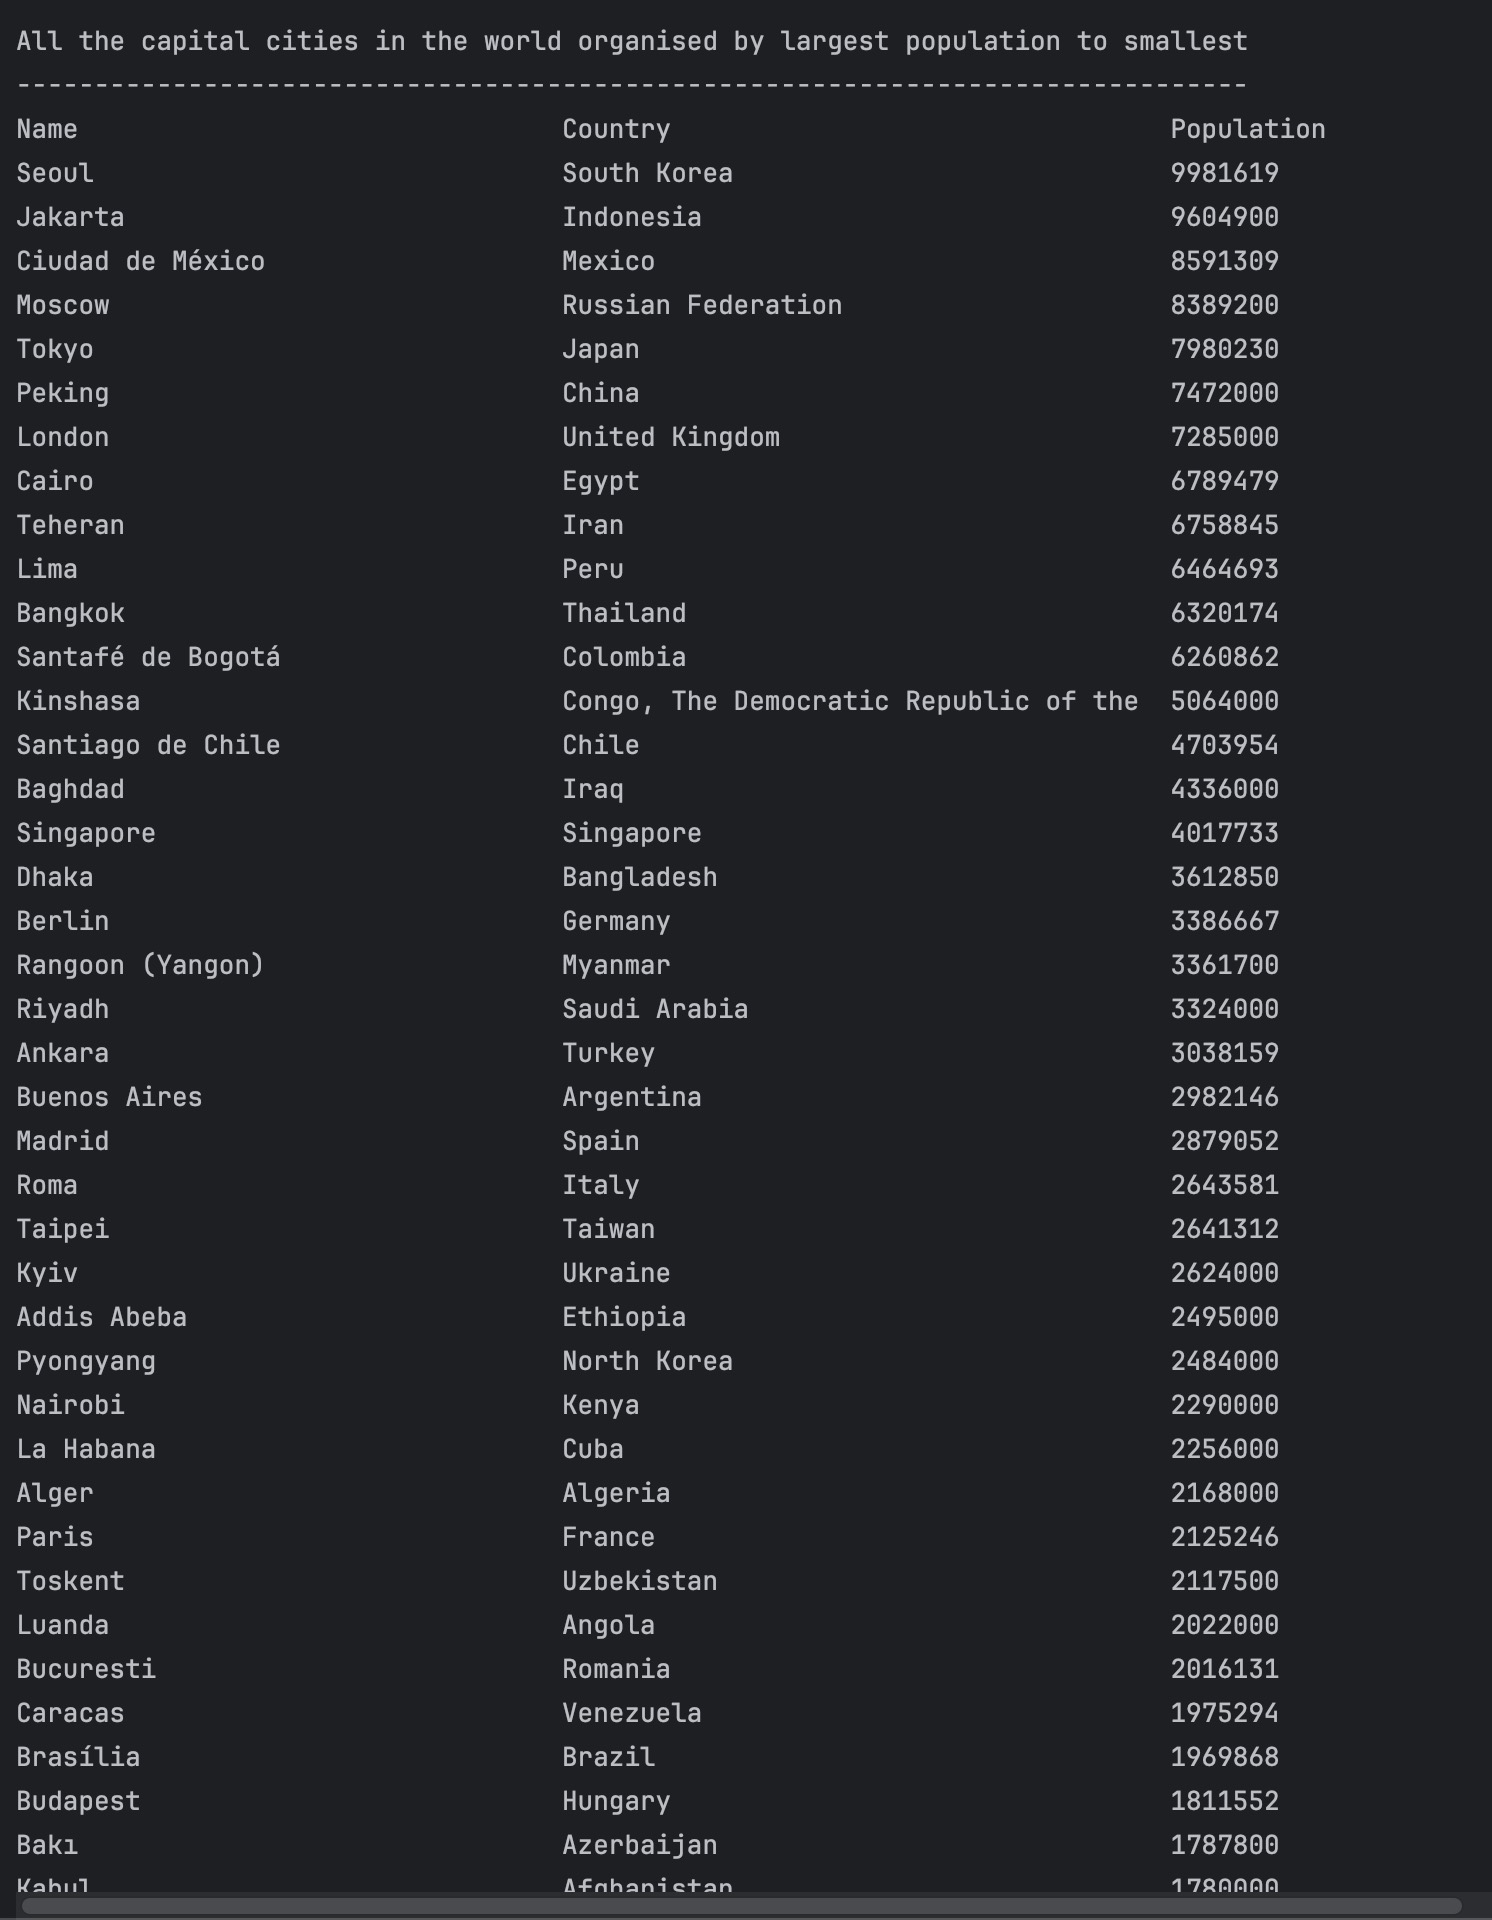 All the capital cities in the world organised by largest population to smallest
-------------------------------------------------------------------------------
Name Country Population
Seoul South Korea 9981619
Jakarta Indonesia 9604900
Ciudad de México Mexico 8591309
Moscow Russian Federation 8389200
Tokyo Japan 7980230
Peking China 7472000
London United Kingdom 7285000
Cairo Egypt 6789479
Teheran Iran 6758845
Lima Peru 6464693
Bangkok Thailand 6320174
Santafé de Bogotá Colombia 6260862
Kinshasa Congo, The Democratic Republic of the 5064000
Santiago de Chile Chile 4703954
Baghdad Iraq 4336000
Singapore Singapore 4017733
Dhaka Bangladesh 3612850
Berlin Germany 3386667
Rangoon (Yangon) Myanmar 3361700
Riyadh Saudi Arabia 3324000
Ankara Turkey 3038159
Buenos Aires Argentina 2982146
Madrid Spain 2879052
Roma Italy 2643581
Taipei Taiwan 2641312
Kyiv Ukraine 2624000
Addis Abeba Ethiopia 2495000
Pyongyang North Korea 2484000
Nairobi Kenya 2290000
La Habana Cuba 2256000
Alger Algeria 2168000
Paris France 2125246
Toskent Uzbekistan 2117500
Luanda Angola 2022000
Bucuresti Romania 2016131
Caracas Venezuela 1975294
Brasília Brazil 1969868
Budapest Hungary 1811552
Bakı Azerbaijan 1787800
Kabul Afghanistan 1780000